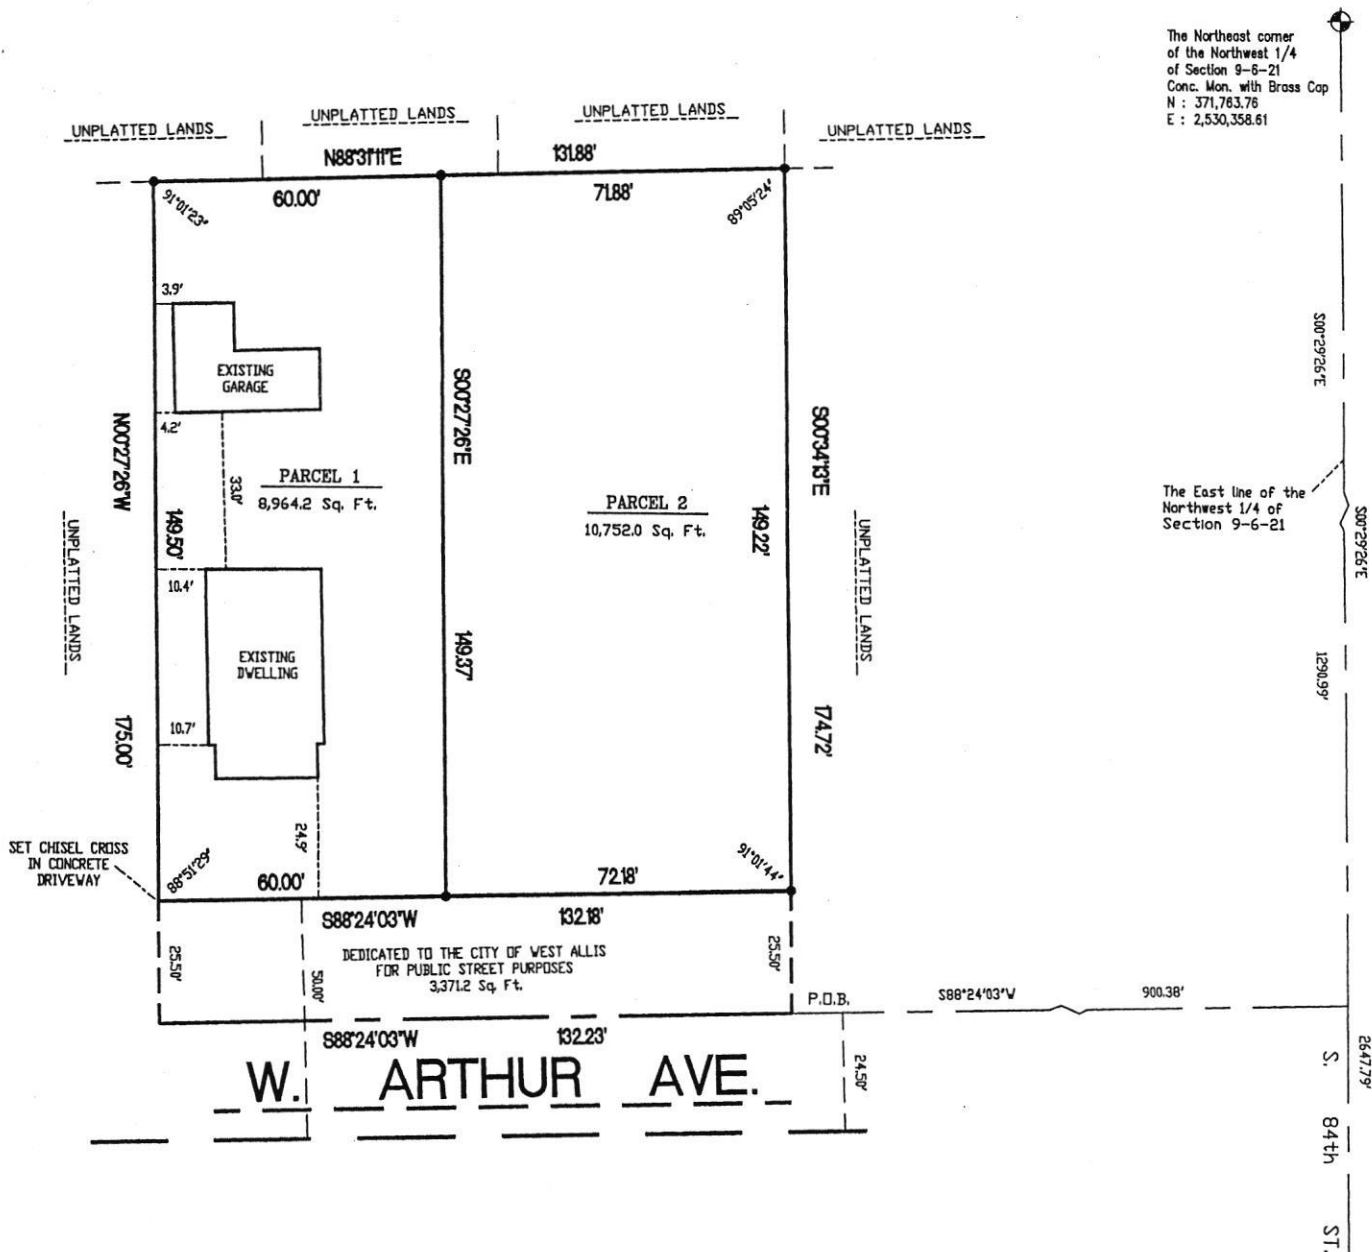 The Northeast corner
of the Northwest 1/4
of Section 9-6-21
Conc. Mon. with Brass Cap
N : 371,763.76
E : 2,530,358.61
UNPLATTED LANDS
UNPLATTED LANDS
UNPLATTED LANDS
UNPLATTED LANDS
N88°31'11"E
131.88'
60.00'
71.88'
91°01'23"
89°05'24"
3.9'
EXISTING
GARAGE
4.2'
33.0'
N00°27'26"W
149.50'
175.00'
S00°27'26"E
149.37'
S00°34'13"E
149.22'
174.72'
PARCEL 1
8,964.2 Sq. Ft.
PARCEL 2
10,752.0 Sq. Ft.
UNPLATTED LANDS
UNPLATTED LANDS
S00°29'26"E
The East line of the
Northwest 1/4 of
Section 9-6-21
S00°29'26"E
1290.99'
10.4'
EXISTING
DWELLING
10.7'
24.9'
SET CHISEL CROSS
IN CONCRETE
DRIVEWAY
88°51'29"
91°01'44"
60.00'
72.18'
S88°24'03"W
132.18'
25.50'
50.00'
DEDICATED TO THE CITY OF WEST ALLIS
FOR PUBLIC STREET PURPOSES
3,371.2 Sq. Ft.
25.50'
P.O.B.
S88°24'03"W
900.38'
S88°24'03"W
132.23'
24.50'
W. ARTHUR AVE.
2647.79'
S. 84th ST.